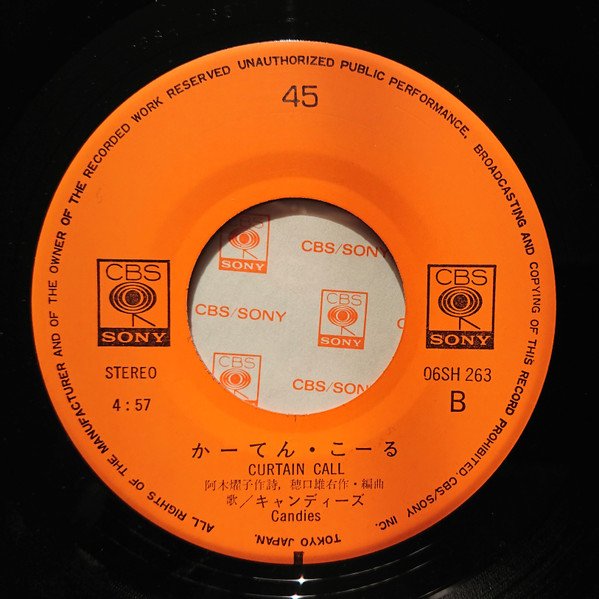 ALL RIGHTS OF THE MANUFACTURER AND OF THE OWNER OF THE RECORDED WORK RESERVED UNAUTHORIZED PUBLIC PERFORMANCE, BROADCASTING AND COPYING OF THIS RECORD PROHIBITED. CBS/SONY INC. TOKYO JAPAN.
45
CBS
SONY
CBS
SONY
SONY
CBS/SONY
CBS/SONY
CBS
SONY
CBS
SONY
CBS/SONY
STEREO
06SH 263
4:57
B
かーてん・こーる
CURTAIN CALL
阿木燿子作詩，穂口雄右作・編曲
歌／キャンディーズ
Candies